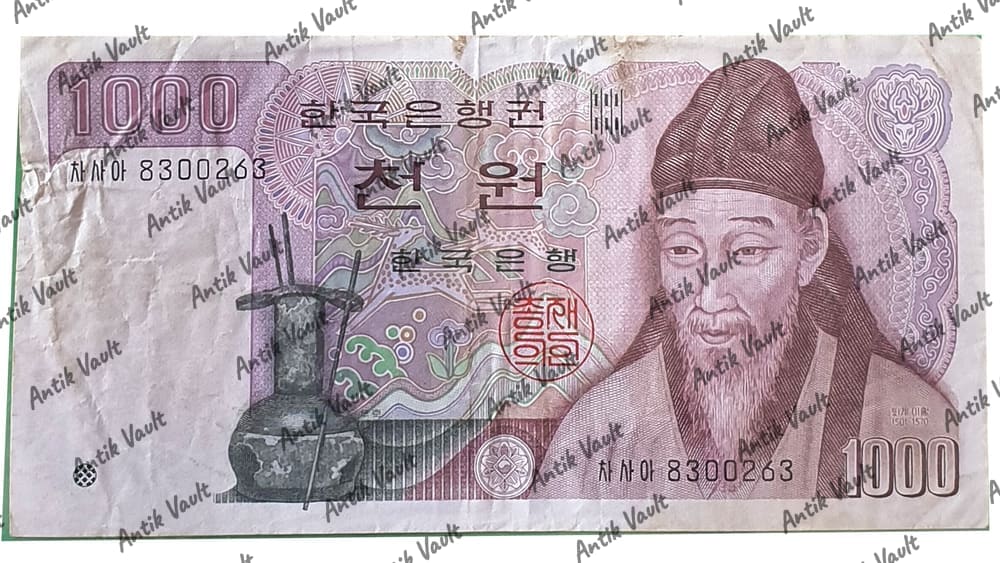 1000
한국은행권
차사아 8300263
천 원
한국은행
총재
의인
퇴계 이황
1501-1570
차사아 8300263
1000
Antik Vault